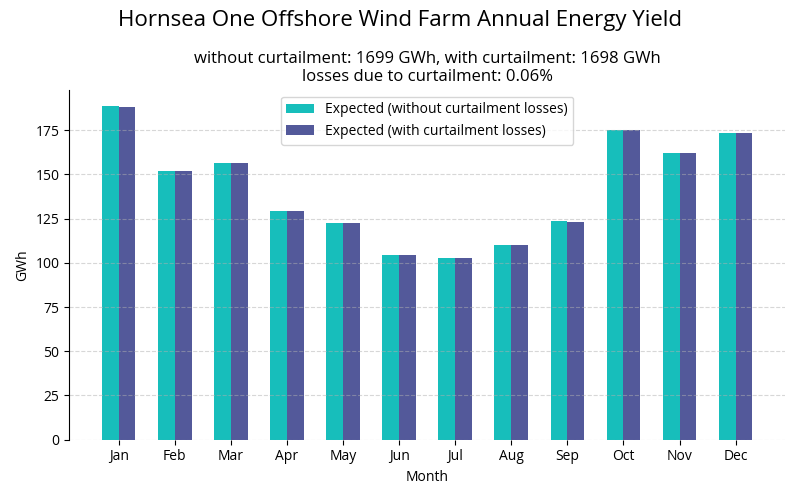 Hornsea One Offshore Wind Farm Annual Energy Yield
without curtailment: 1699 GWh, with curtailment: 1698 GWh
losses due to curtailment: 0.06%
Expected (without curtailment losses)
Expected (with curtailment losses)
175
150
125
100
75
50
25
0
GWh
Jan Feb Mar Apr May Jun Jul Aug Sep Oct Nov Dec
Month